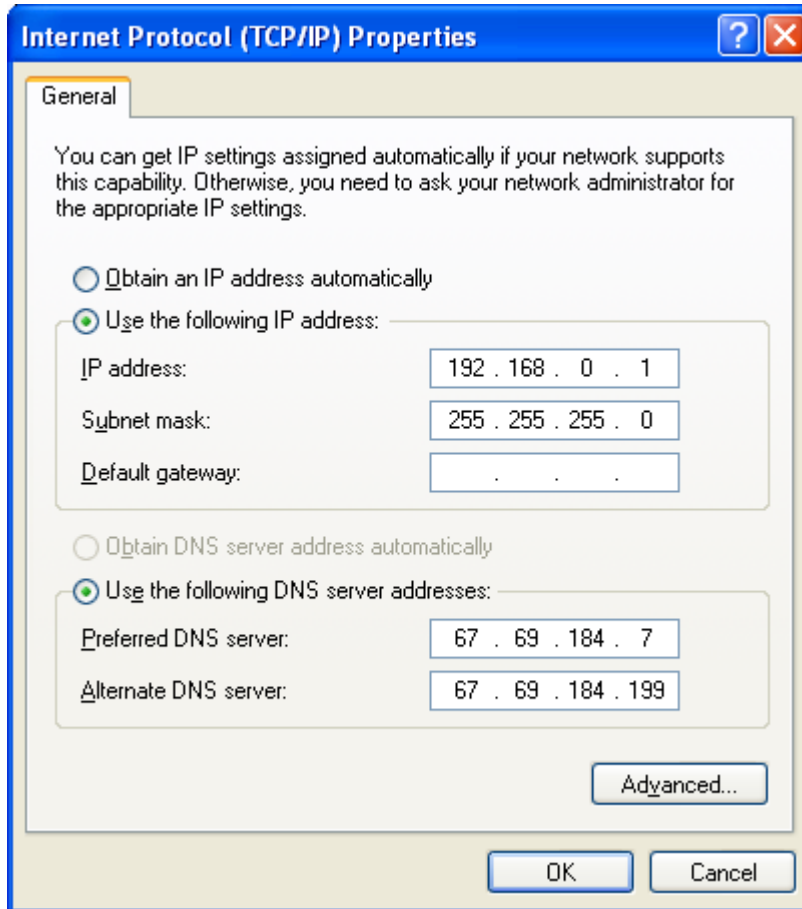 Internet Protocol (TCP/IP) Properties
General
You can get IP settings assigned automatically if your network supports
this capability. Otherwise, you need to ask your network administrator for
the appropriate IP settings.
Obtain an IP address automatically
Use the following IP address:
IP address: 192 . 168 . 0 . 1
Subnet mask: 255 . 255 . 255 . 0
Default gateway: . . .
Obtain DNS server address automatically
Use the following DNS server addresses:
Preferred DNS server: 67 . 69 . 184 . 7
Alternate DNS server: 67 . 69 . 184 . 199
Advanced...
OK Cancel